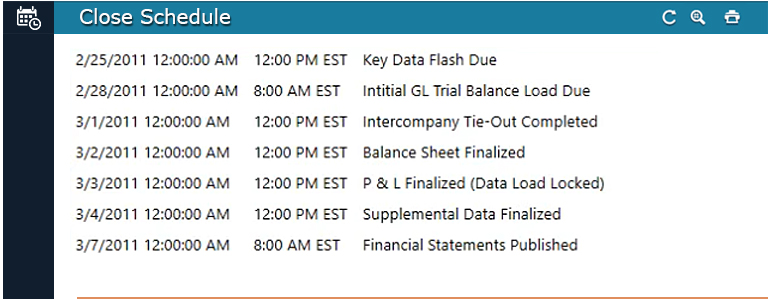 Close Schedule
2/25/2011 12:00:00 AM 12:00 PM EST Key Data Flash Due
2/28/2011 12:00:00 AM 8:00 AM EST Intitial GL Trial Balance Load Due
3/1/2011 12:00:00 AM 12:00 PM EST Intercompany Tie-Out Completed
3/2/2011 12:00:00 AM 12:00 PM EST Balance Sheet Finalized
3/3/2011 12:00:00 AM 12:00 PM EST P & L Finalized (Data Load Locked)
3/4/2011 12:00:00 AM 12:00 PM EST Supplemental Data Finalized
3/7/2011 12:00:00 AM 8:00 AM EST Financial Statements Published